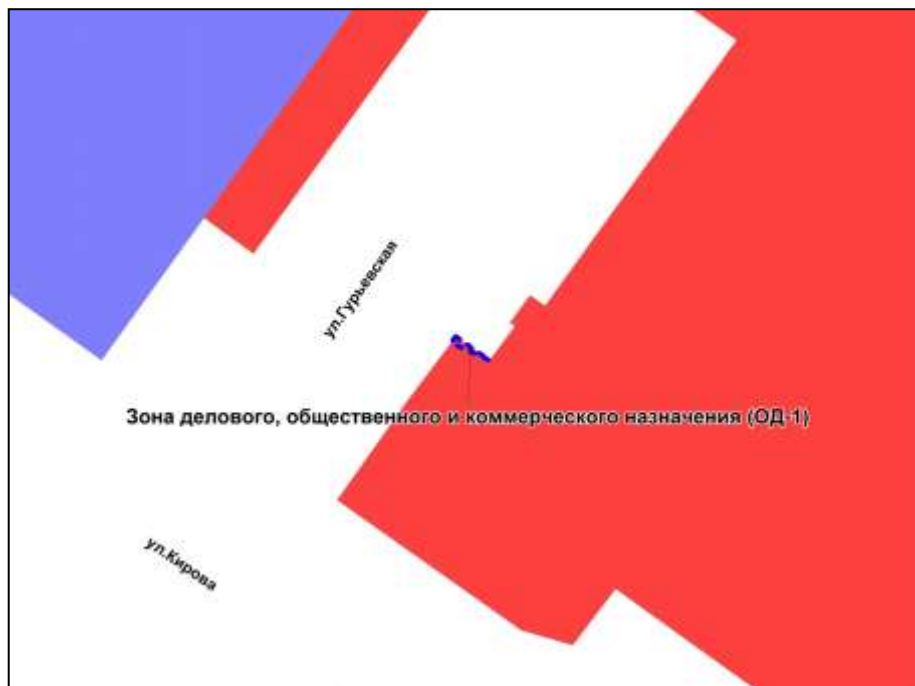 ул.Гурьевская
Зона делового, общественного и коммерческого назначения (ОД-1)
ул.Кирова